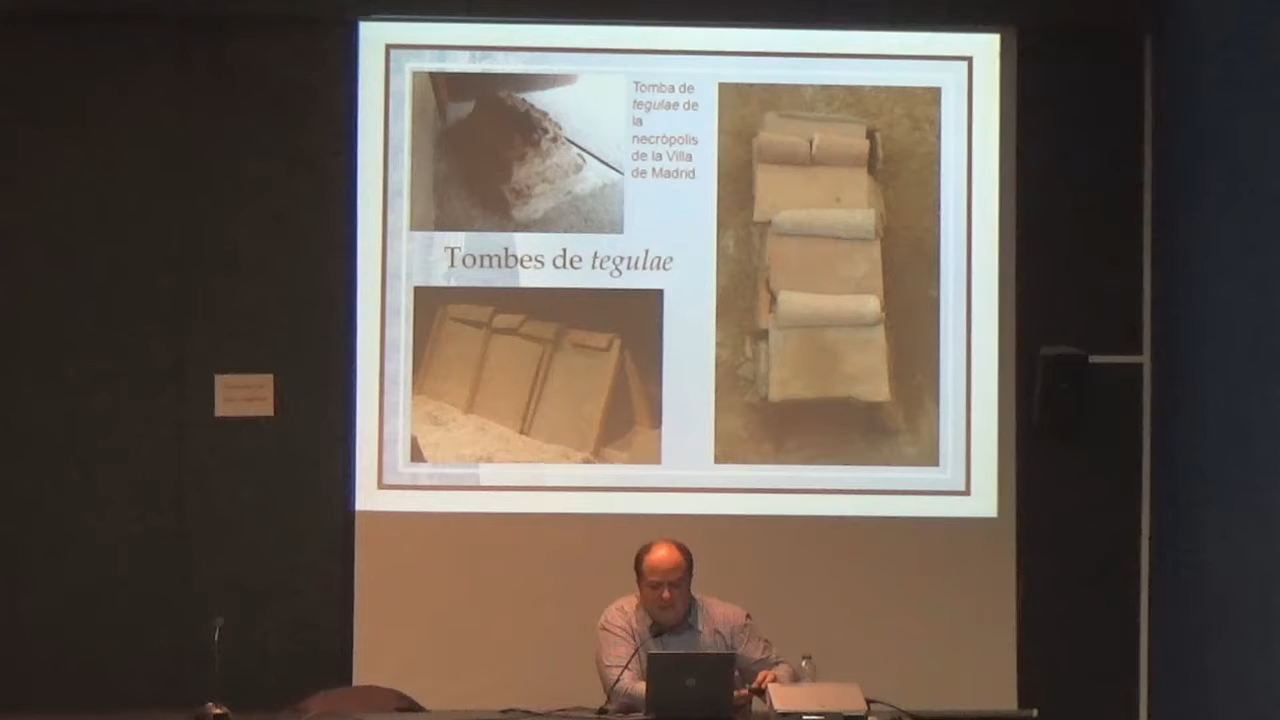 Tomba de
tegulae de
la
necròpolis
de la Villa
de Madrid
Tombes de tegulae